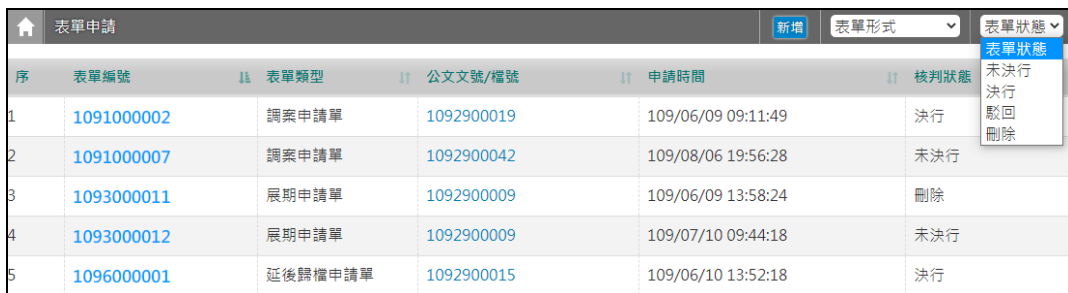 表單申請 新增 表單形式 表單狀態
表單狀態
未決行
決行
駁回
刪除
序 表單編號 表單類型 公文文號/檔號 申請時間 核判狀態
1 1091000002 調案申請單 1092900019 109/06/09 09:11:49 決行
2 1091000007 調案申請單 1092900042 109/08/06 19:56:28 未決行
3 1093000011 展期申請單 1092900009 109/06/09 13:58:24 刪除
4 1093000012 展期申請單 1092900009 109/07/10 09:44:18 未決行
5 1096000001 延後歸檔申請單 1092900015 109/06/10 13:52:18 決行